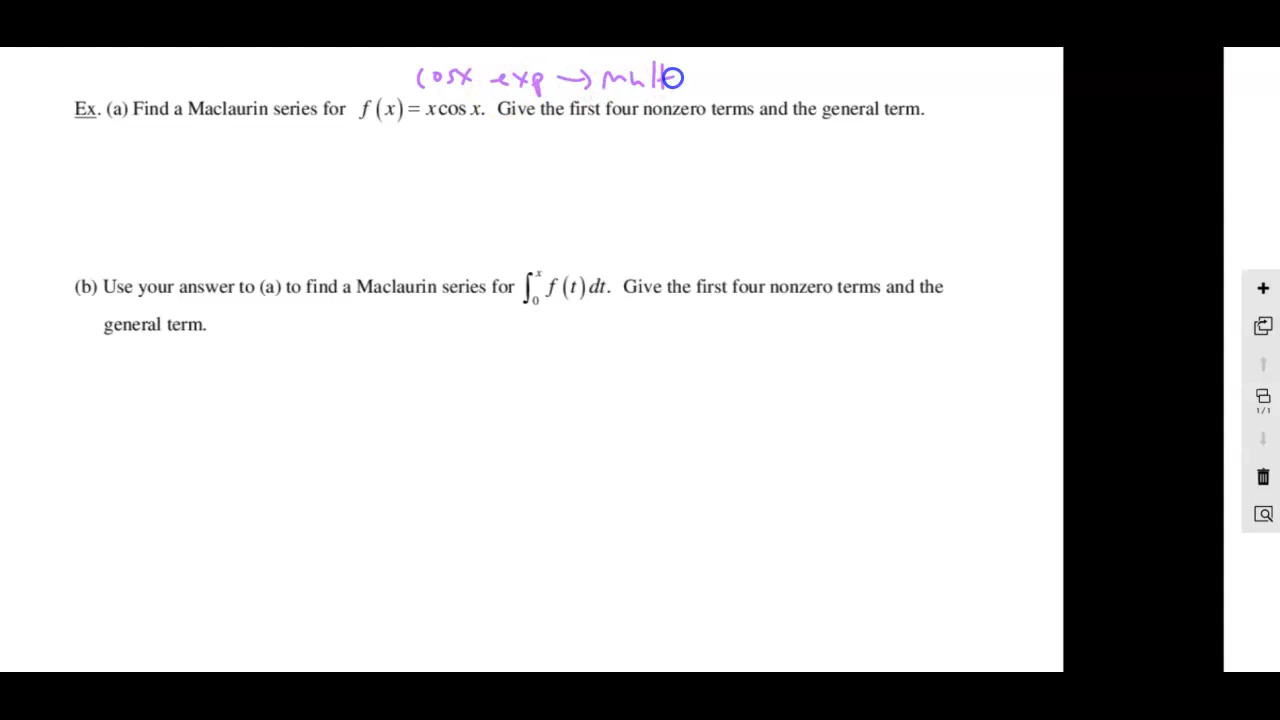 cosx exp → mult
Ex. (a) Find a Maclaurin series for f(x) = x cos x. Give the first four nonzero terms and the general term.
(b) Use your answer to (a) to find a Maclaurin series for ∫₀ˣ f(t)dt. Give the first four nonzero terms and the
general term.
1/1